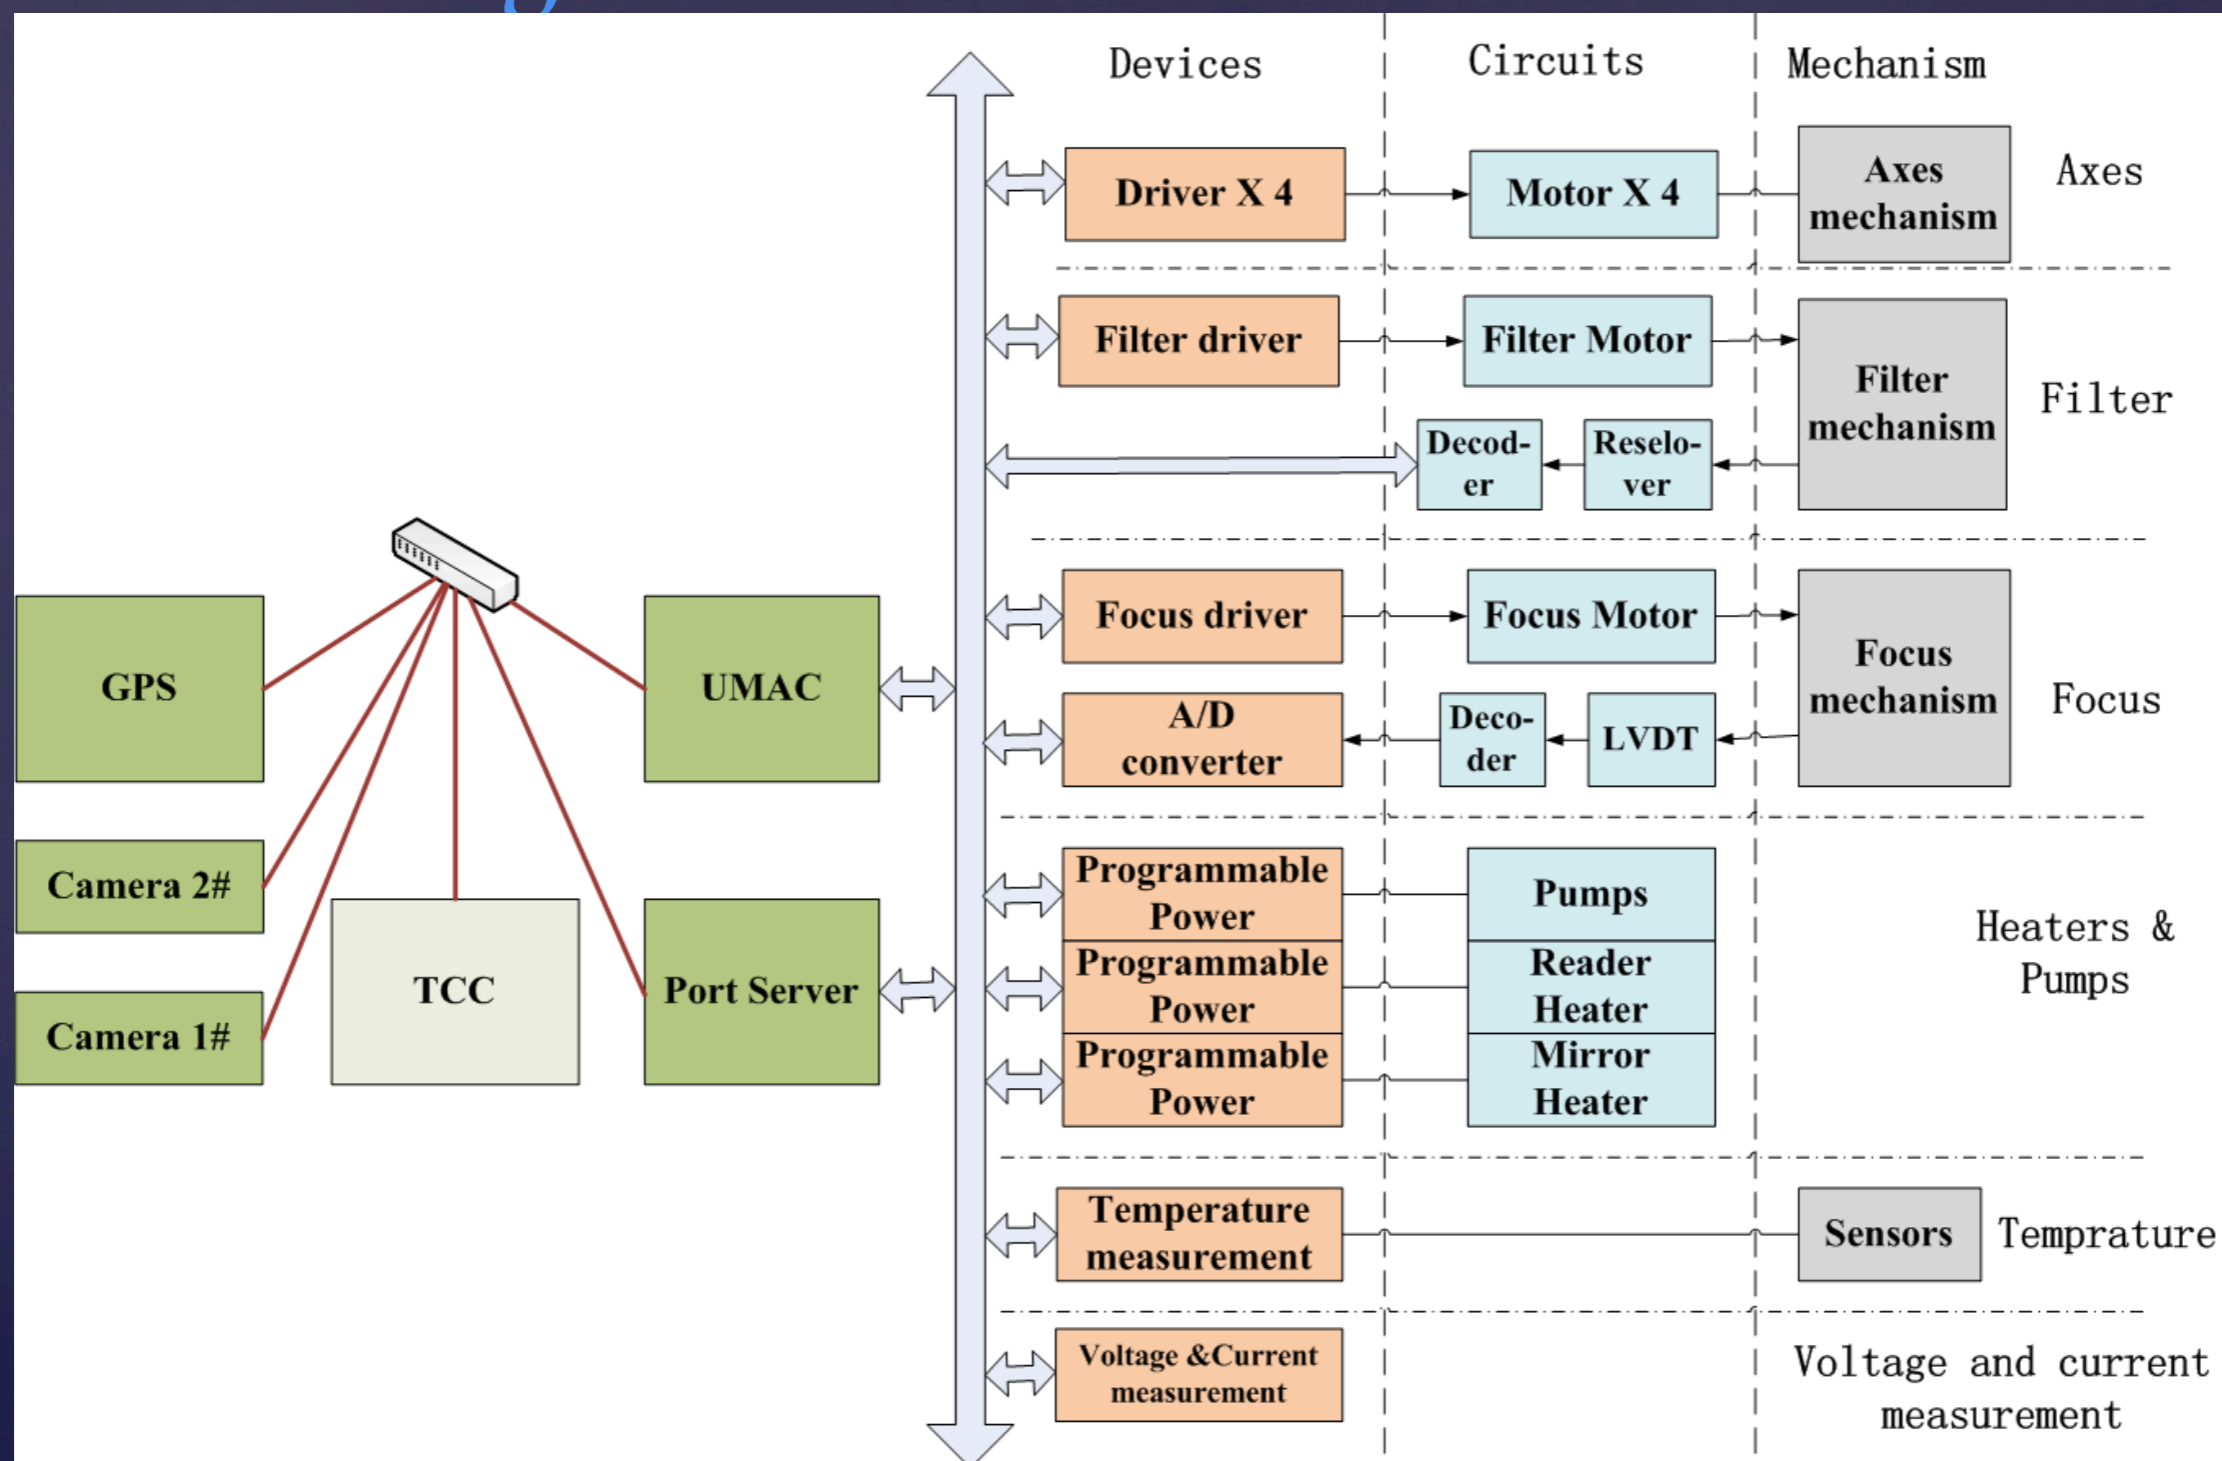 Devices
Circuits
Mechanism
Driver X 4
Motor X 4
Axes
mechanism
Axes
Filter driver
Filter Motor
Filter
mechanism
Filter
Decod-
er
Reselo-
ver
Focus driver
Focus Motor
Focus
mechanism
Focus
A/D
converter
Deco-
der
LVDT
GPS
UMAC
Camera 2#
Camera 1#
TCC
Port Server
Programmable
Power
Pumps
Programmable
Power
Reader
Heater
Programmable
Power
Mirror
Heater
Heaters &
Pumps
Temperature
measurement
Sensors
Temprature
Voltage &Current
measurement
Voltage and current
measurement